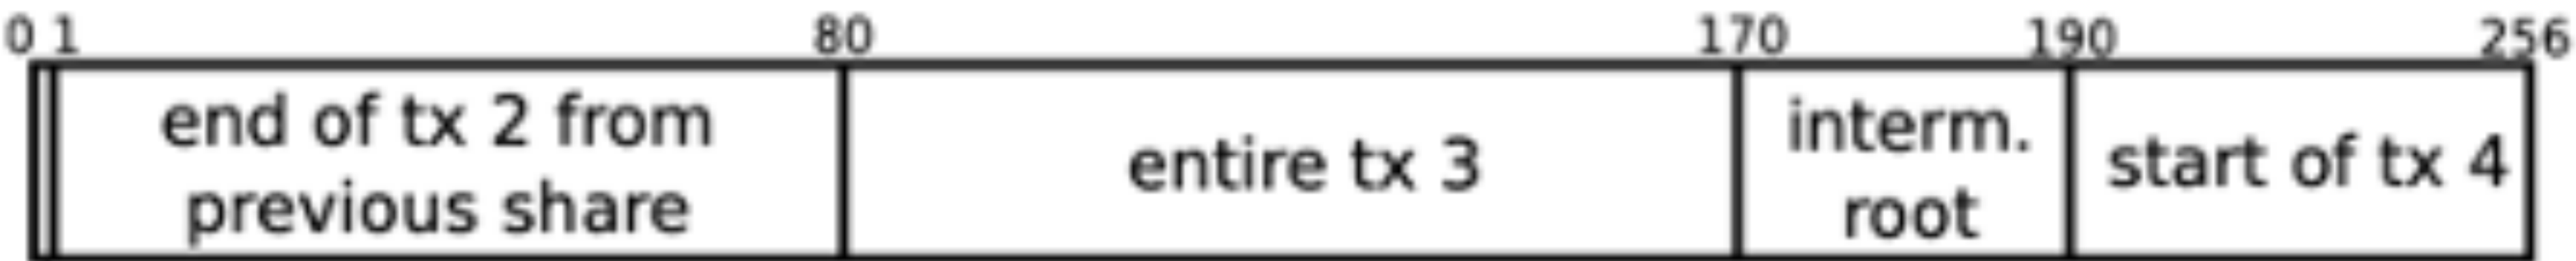 0 1 80 170 190 256
end of tx 2 from
previous share
entire tx 3
interm.
root
start of tx 4